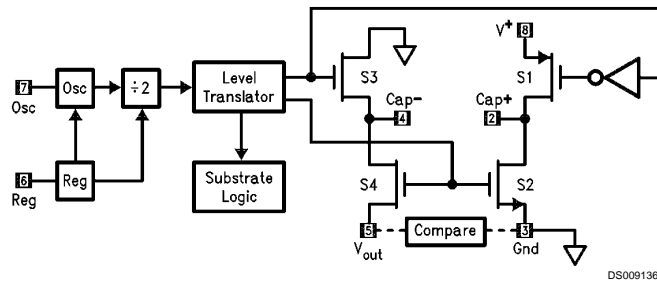 V+
8
S3
S1
7
Osc
Osc
÷2
Level
Translator
Cap-
4
Cap+
2
6
Reg
Reg
Substrate
Logic
S4
S2
5
Vout
Compare
3
Gnd
DS009136